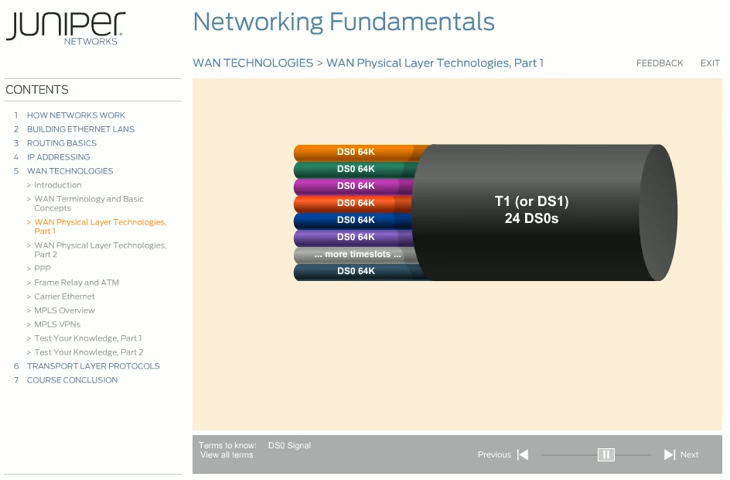 JUNIPER
NETWORKS
Networking Fundamentals
WAN TECHNOLOGIES > WAN Physical Layer Technologies, Part 1
FEEDBACK EXIT
CONTENTS
1 HOW NETWORKS WORK
2 BUILDING ETHERNET LANS
3 ROUTING BASICS
4 IP ADDRESSING
5 WAN TECHNOLOGIES
> Introduction
> WAN Terminology and Basic
Concepts
> WAN Physical Layer Technologies,
Part 1
> WAN Physical Layer Technologies,
Part 2
> PPP
> Frame Relay and ATM
> Carrier Ethernet
> MPLS Overview
> MPLS VPNs
> Test Your Knowledge, Part 1
> Test Your Knowledge, Part 2
6 TRANSPORT LAYER PROTOCOLS
7 COURSE CONCLUSION
DS0 64K
DS0 64K
DS0 64K
DS0 64K
DS0 64K
DS0 64K
... more timeslots ...
DS0 64K
T1 (or DS1)
24 DS0s
Terms to know: DS0 Signal
View all terms
Previous
Next